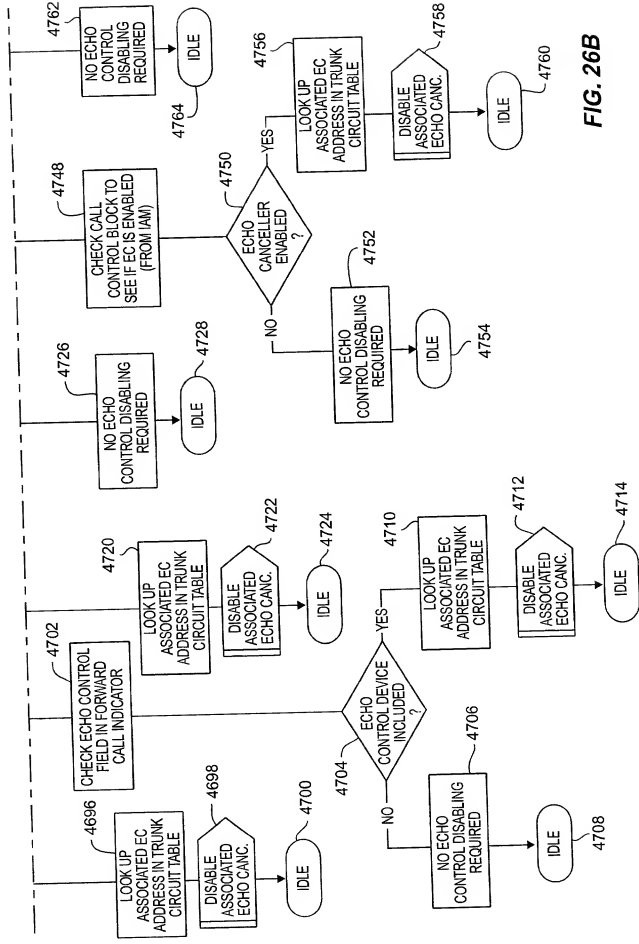 4696
LOOK UP
ASSOCIATED EC
ADDRESS IN TRUNK
CIRCUIT TABLE
4698
DISABLE
ASSOCIATED
ECHO CANC.
4700
IDLE
4702
CHECK ECHO CONTROL
FIELD IN FORWARD
CALL INDICATOR
4704
ECHO
CONTROL DEVICE
INCLUDED
?
NO
4706
NO ECHO
CONTROL DISABLING
REQUIRED
IDLE
4708
YES
4710
LOOK UP
ASSOCIATED EC
ADDRESS IN TRUNK
CIRCUIT TABLE
4712
DISABLE
ASSOCIATED
ECHO CANC.
4714
IDLE
4720
LOOK UP
ASSOCIATED EC
ADDRESS IN TRUNK
CIRCUIT TABLE
4722
DISABLE
ASSOCIATED
ECHO CANC.
4724
IDLE
4726
NO ECHO
CONTROL DISABLING
REQUIRED
4728
IDLE
4748
CHECK CALL
CONTROL BLOCK TO
SEE IF EC IS ENABLED
(FROM IAM)
4750
ECHO
CANCELLER
ENABLED
?
NO
4752
NO ECHO
CONTROL DISABLING
REQUIRED
IDLE
4754
YES
4756
LOOK UP
ASSOCIATED EC
ADDRESS IN TRUNK
CIRCUIT TABLE
4758
DISABLE
ASSOCIATED
ECHO CANC.
IDLE
4760
4762
NO ECHO
CONTROL
DISABLING
REQUIRED
IDLE
4764
FIG. 26B